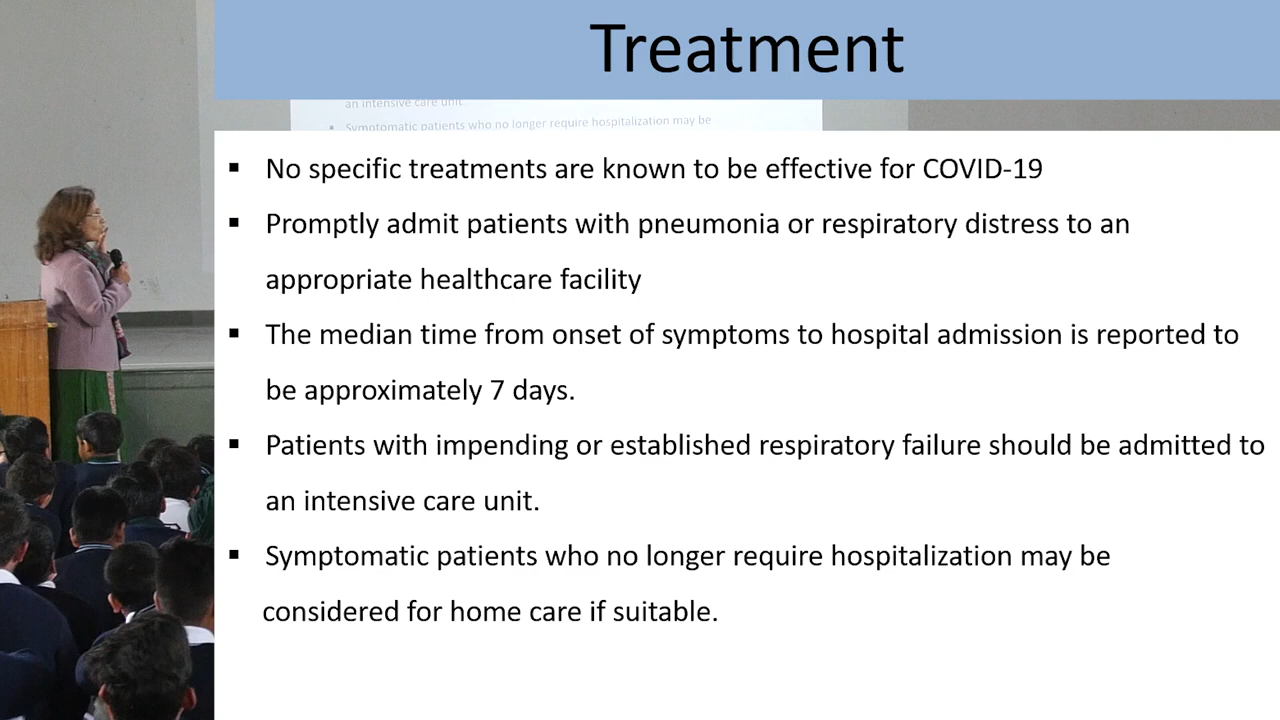 Treatment
an intensive care unit
▪ Symptomatic patients who no longer require hospitalization may be
▪ No specific treatments are known to be effective for COVID-19
▪ Promptly admit patients with pneumonia or respiratory distress to an
appropriate healthcare facility
▪ The median time from onset of symptoms to hospital admission is reported to
be approximately 7 days.
▪ Patients with impending or established respiratory failure should be admitted to
an intensive care unit.
▪ Symptomatic patients who no longer require hospitalization may be
considered for home care if suitable.